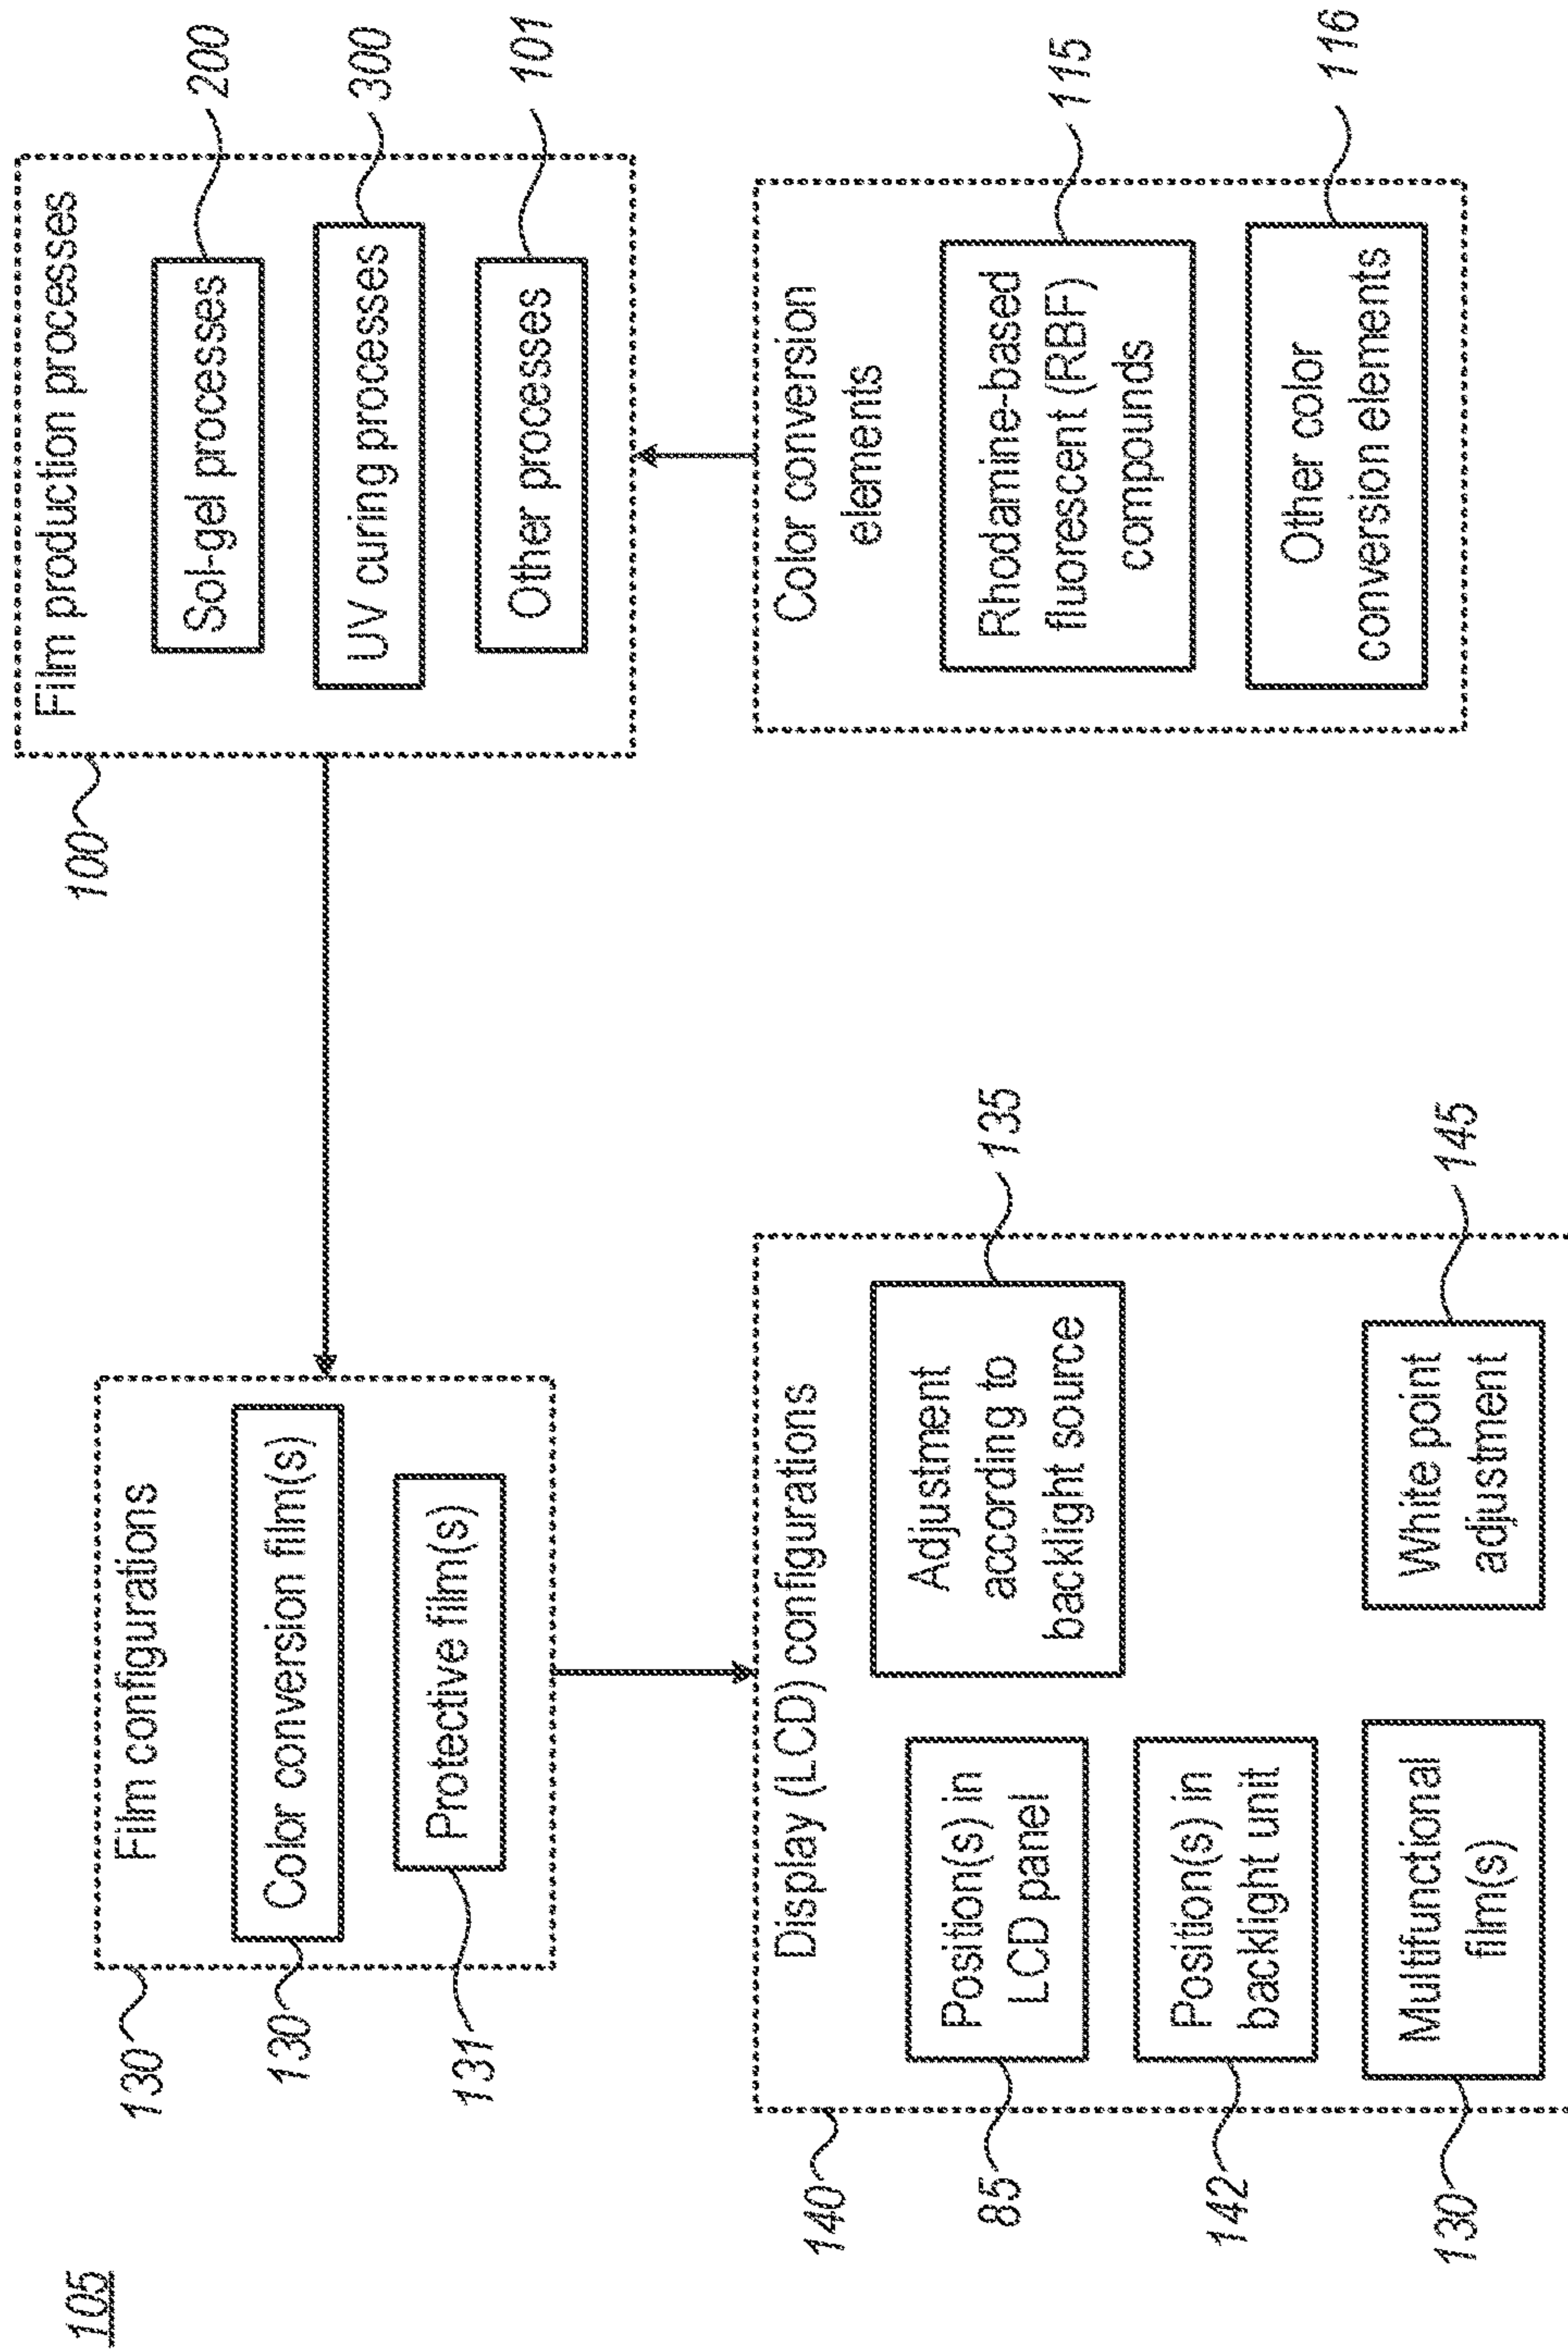 105
130
Film configurations
130
Color conversion film(s)
131
Protective film(s)
100
Film production processes
Sol-gel processes
200
UV curing processes
300
Other processes
101
140
Display (LCD) configurations
85
Position(s) in
LCD panel
142
Position(s) in
backlight unit
130
Multifunctional
film(s)
Adjustment
according to
backlight source
135
White point
adjustment
145
Color conversion
elements
Rhodamine-based
fluorescent (RBF)
compounds
115
Other color
conversion elements
116